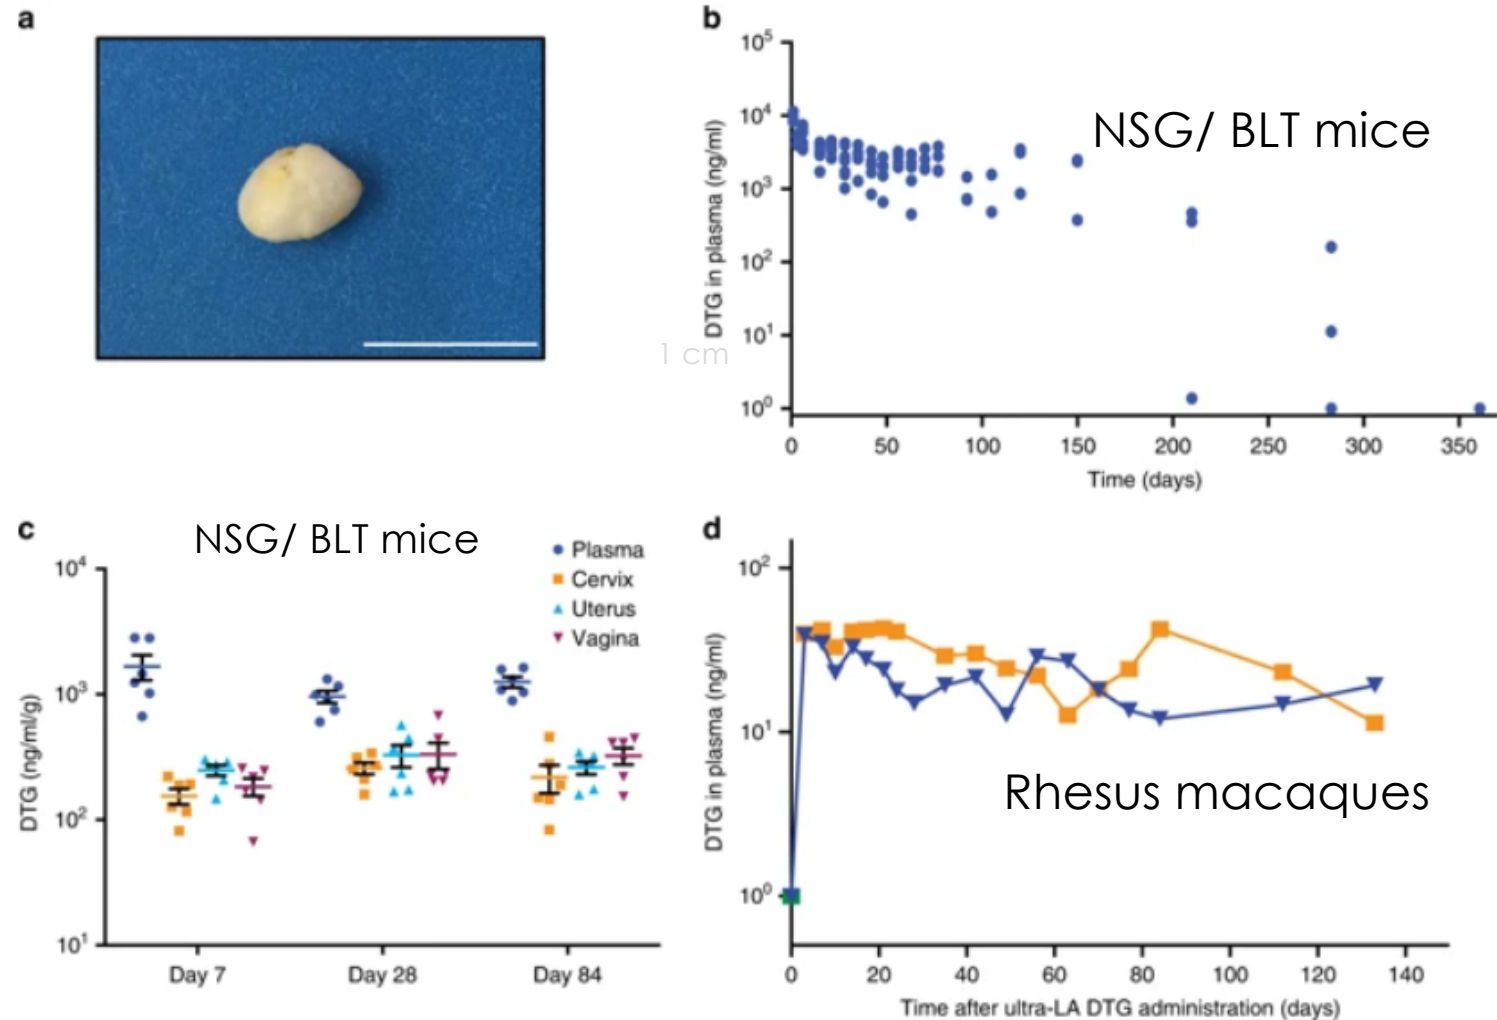 a
1 cm
b
NSG/ BLT mice
DTG in plasma (ng/ml)
10⁵
10⁴
10³
10²
10¹
10⁰
0 50 100 150 200 250 300 350
Time (days)
c
NSG/ BLT mice
Plasma
Cervix
Uterus
Vagina
DTG (ng/ml/g)
10⁴
10³
10²
10¹
Day 7 Day 28 Day 84
d
Rhesus macaques
DTG in plasma (ng/ml)
10²
10¹
10⁰
0 20 40 60 80 100 120 140
Time after ultra-LA DTG administration (days)